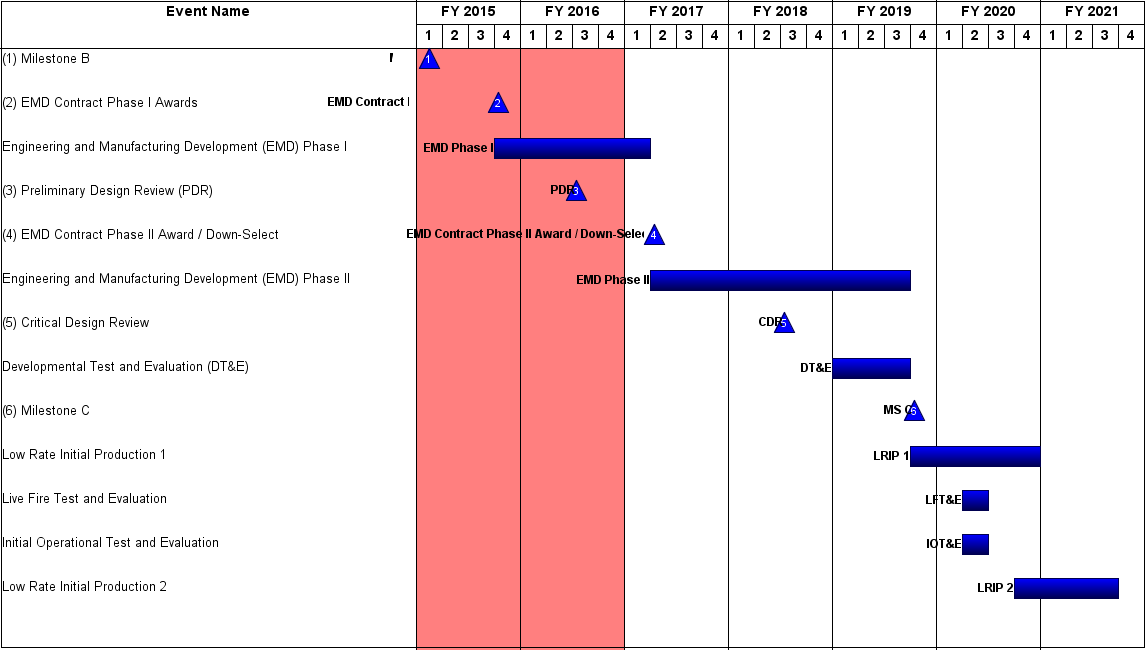 Event Name FY 2015 FY 2016 FY 2017 FY 2018 FY 2019 FY 2020 FY 2021
1 2 3 4 1 2 3 4 1 2 3 4 1 2 3 4 1 2 3 4 1 2 3 4 1 2 3 4
(1) Milestone B 1
(2) EMD Contract Phase I Awards EMD Contract 2
Engineering and Manufacturing Development (EMD) Phase I EMD Phase I
(3) Preliminary Design Review (PDR) PDR 3
(4) EMD Contract Phase II Award / Down-Select EMD Contract Phase II Award / Down-Selec 4
Engineering and Manufacturing Development (EMD) Phase II EMD Phase II
(5) Critical Design Review CDR 5
Developmental Test and Evaluation (DT&E) DT&E
(6) Milestone C MS C 6
Low Rate Initial Production 1 LRIP 1
Live Fire Test and Evaluation LFT&E
Initial Operational Test and Evaluation IOT&E
Low Rate Initial Production 2 LRIP 2